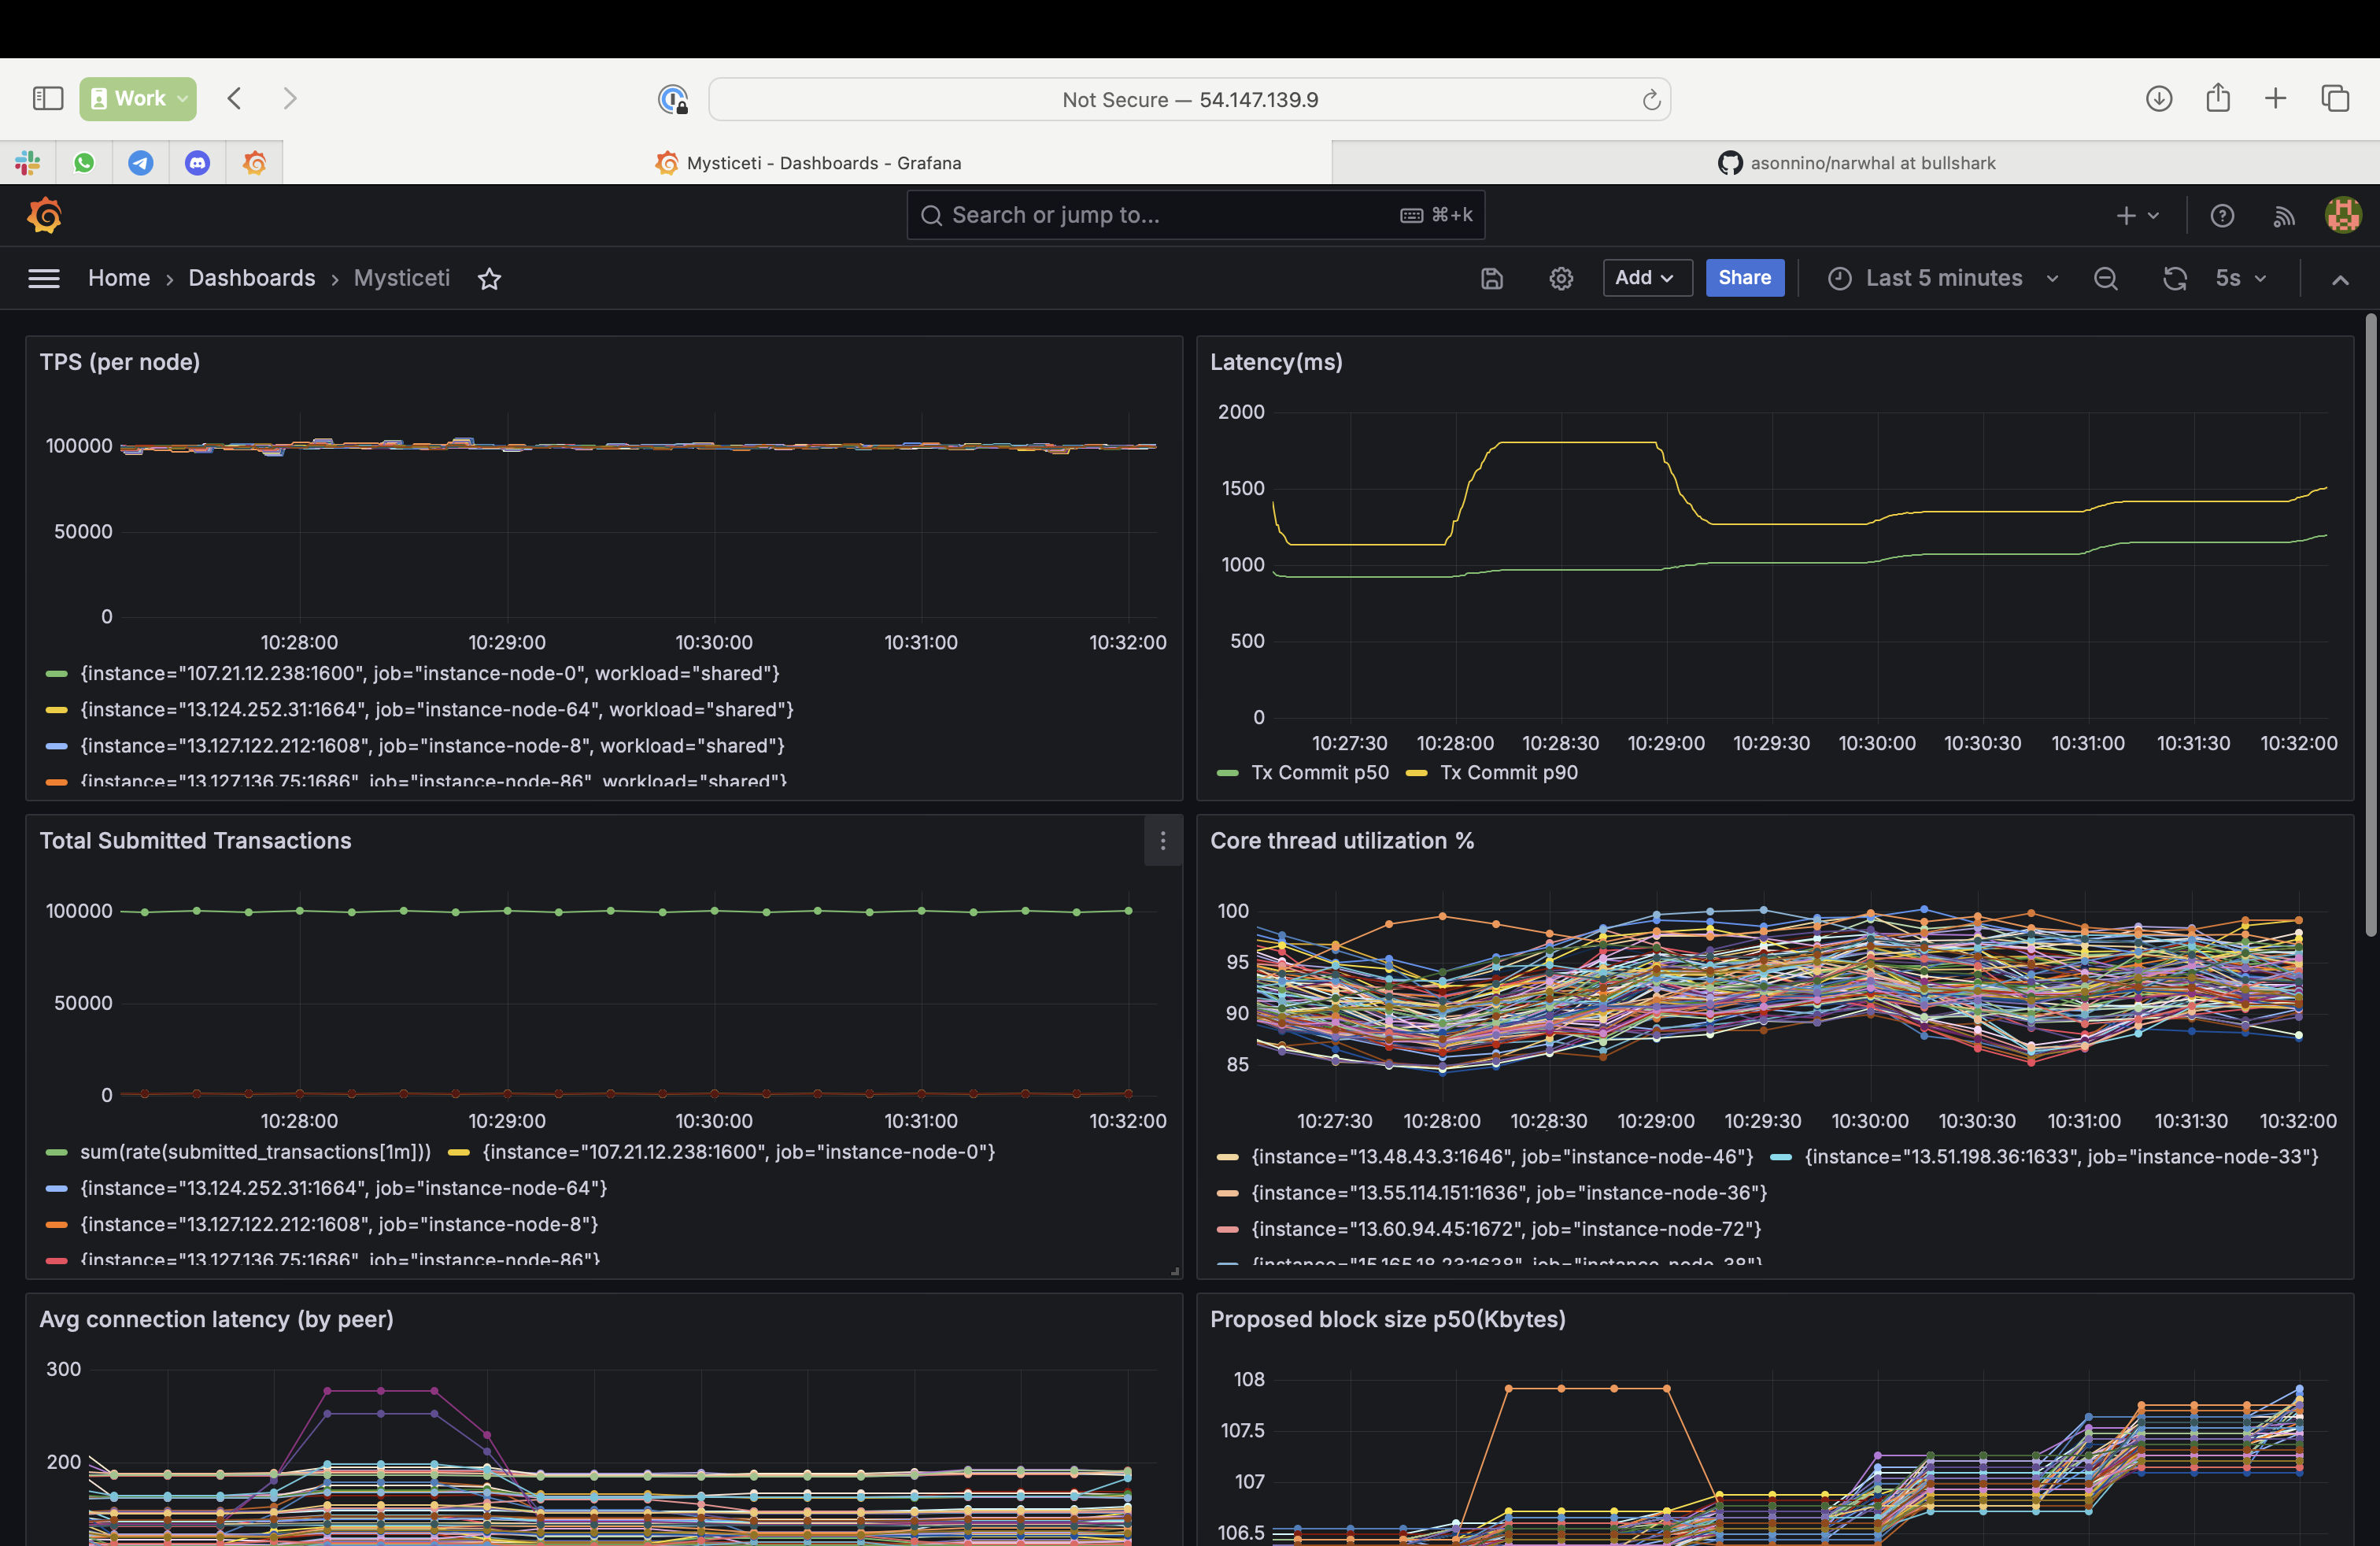 Work
Not Secure — 54.147.139.9
Mysticeti - Dashboards - Grafana
asonnino/narwhal at bullshark
Search or jump to...
⌘+k
Home › Dashboards › Mysticeti
Add
Share
Last 5 minutes
5s
TPS (per node)
100000
50000
0
10:28:00 10:29:00 10:30:00 10:31:00 10:32:00
{instance="107.21.12.238:1600", job="instance-node-0", workload="shared"}
{instance="13.124.252.31:1664", job="instance-node-64", workload="shared"}
{instance="13.127.122.212:1608", job="instance-node-8", workload="shared"}
{instance="13.127.136.75:1686", job="instance-node-86", workload="shared"}
Latency(ms)
2000
1500
1000
500
0
10:27:30 10:28:00 10:28:30 10:29:00 10:29:30 10:30:00 10:30:30 10:31:00 10:31:30 10:32:00
Tx Commit p50 Tx Commit p90
Total Submitted Transactions
100000
50000
0
10:28:00 10:29:00 10:30:00 10:31:00 10:32:00
sum(rate(submitted_transactions[1m])) {instance="107.21.12.238:1600", job="instance-node-0"}
{instance="13.124.252.31:1664", job="instance-node-64"}
{instance="13.127.122.212:1608", job="instance-node-8"}
{instance="13.127.136.75:1686", job="instance-node-86"}
Core thread utilization %
100
95
90
85
10:27:30 10:28:00 10:28:30 10:29:00 10:29:30 10:30:00 10:30:30 10:31:00 10:31:30 10:32:00
{instance="13.48.43.3:1646", job="instance-node-46"} {instance="13.51.198.36:1633", job="instance-node-33"}
{instance="13.55.114.151:1636", job="instance-node-36"}
{instance="13.60.94.45:1672", job="instance-node-72"}
{instance="15.165.18.23:1638", job="instance-node-38"}
Avg connection latency (by peer)
300
200
Proposed block size p50(Kbytes)
108
107.5
107
106.5